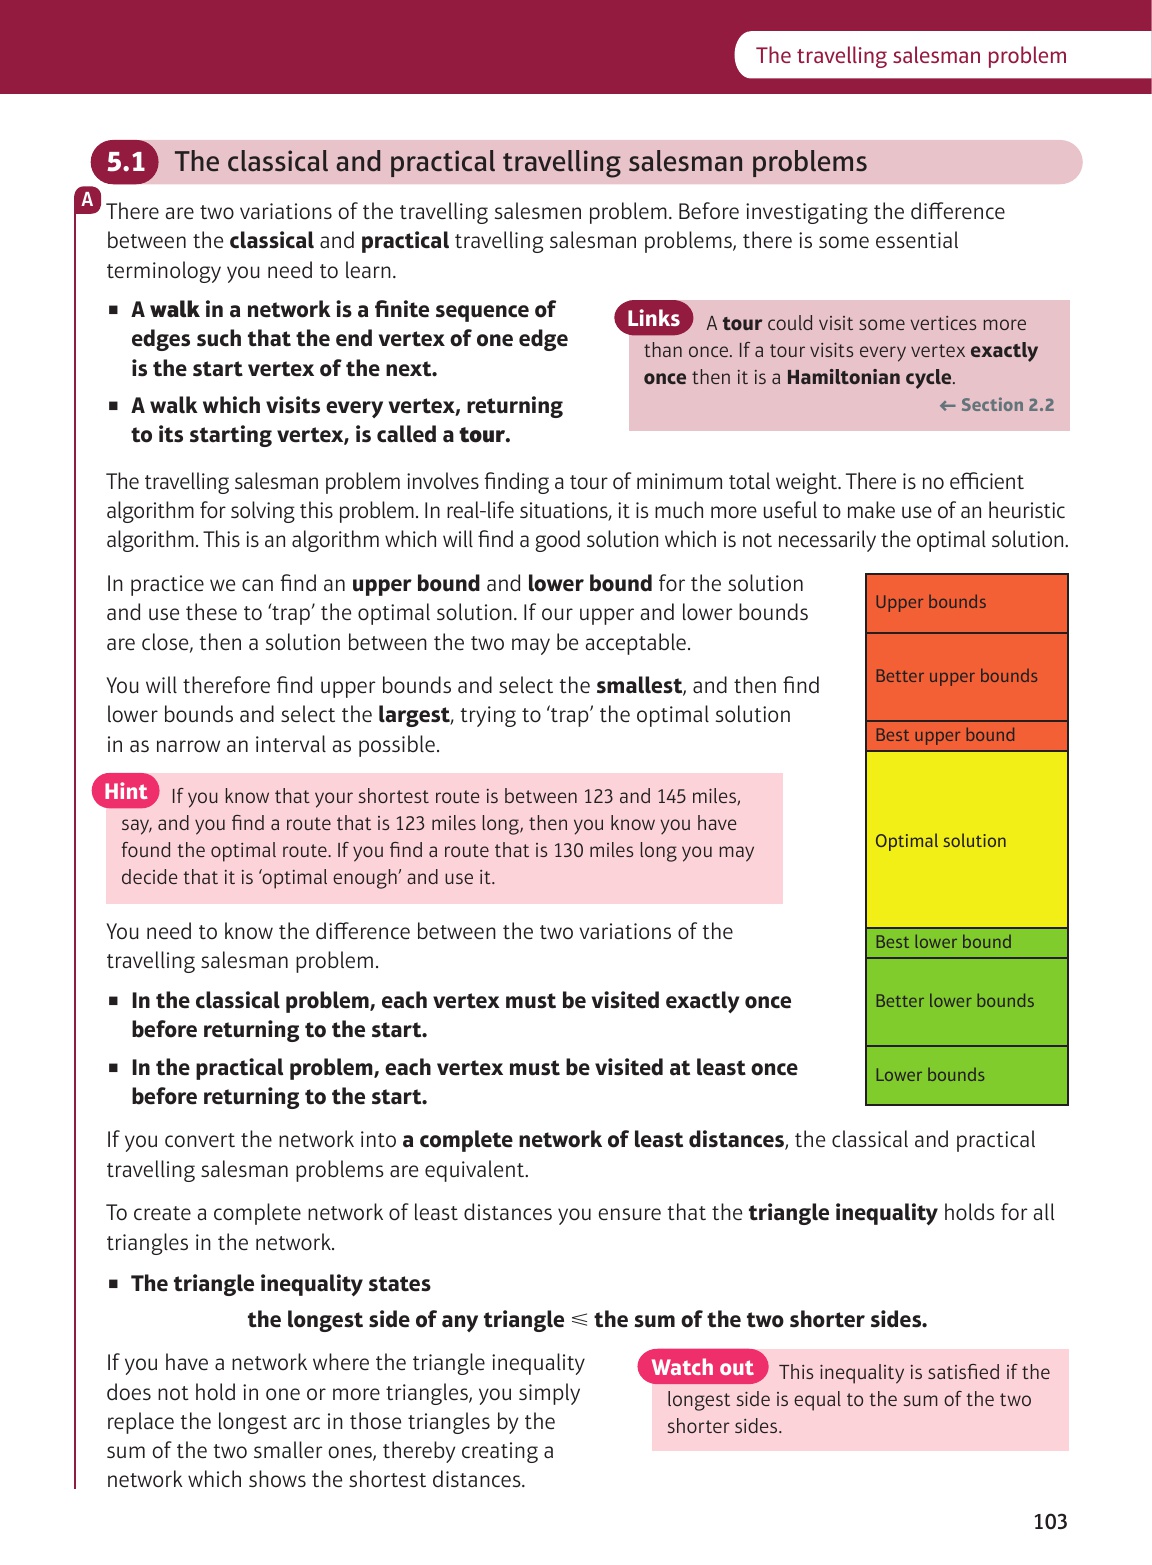 The travelling salesman problem
5.1 The classical and practical travelling salesman problems
A
There are two variations of the travelling salesmen problem. Before investigating the difference
between the classical and practical travelling salesman problems, there is some essential
terminology you need to learn.
■ A walk in a network is a finite sequence of
edges such that the end vertex of one edge
is the start vertex of the next.
■ A walk which visits every vertex, returning
to its starting vertex, is called a tour.
Links A tour could visit some vertices more
than once. If a tour visits every vertex exactly
once then it is a Hamiltonian cycle.
← Section 2.2
The travelling salesman problem involves finding a tour of minimum total weight. There is no efficient
algorithm for solving this problem. In real-life situations, it is much more useful to make use of an heuristic
algorithm. This is an algorithm which will find a good solution which is not necessarily the optimal solution.
In practice we can find an upper bound and lower bound for the solution
and use these to ‘trap’ the optimal solution. If our upper and lower bounds
are close, then a solution between the two may be acceptable.
You will therefore find upper bounds and select the smallest, and then find
lower bounds and select the largest, trying to ‘trap’ the optimal solution
in as narrow an interval as possible.
Hint If you know that your shortest route is between 123 and 145 miles,
say, and you find a route that is 123 miles long, then you know you have
found the optimal route. If you find a route that is 130 miles long you may
decide that it is ‘optimal enough’ and use it.
You need to know the difference between the two variations of the
travelling salesman problem.
■ In the classical problem, each vertex must be visited exactly once
before returning to the start.
■ In the practical problem, each vertex must be visited at least once
before returning to the start.
Upper bounds
Better upper bounds
Best upper bound
Optimal solution
Best lower bound
Better lower bounds
Lower bounds
If you convert the network into a complete network of least distances, the classical and practical
travelling salesman problems are equivalent.
To create a complete network of least distances you ensure that the triangle inequality holds for all
triangles in the network.
■ The triangle inequality states
the longest side of any triangle ⩽ the sum of the two shorter sides.
If you have a network where the triangle inequality
does not hold in one or more triangles, you simply
replace the longest arc in those triangles by the
sum of the two smaller ones, thereby creating a
network which shows the shortest distances.
Watch out This inequality is satisfied if the
longest side is equal to the sum of the two
shorter sides.
103